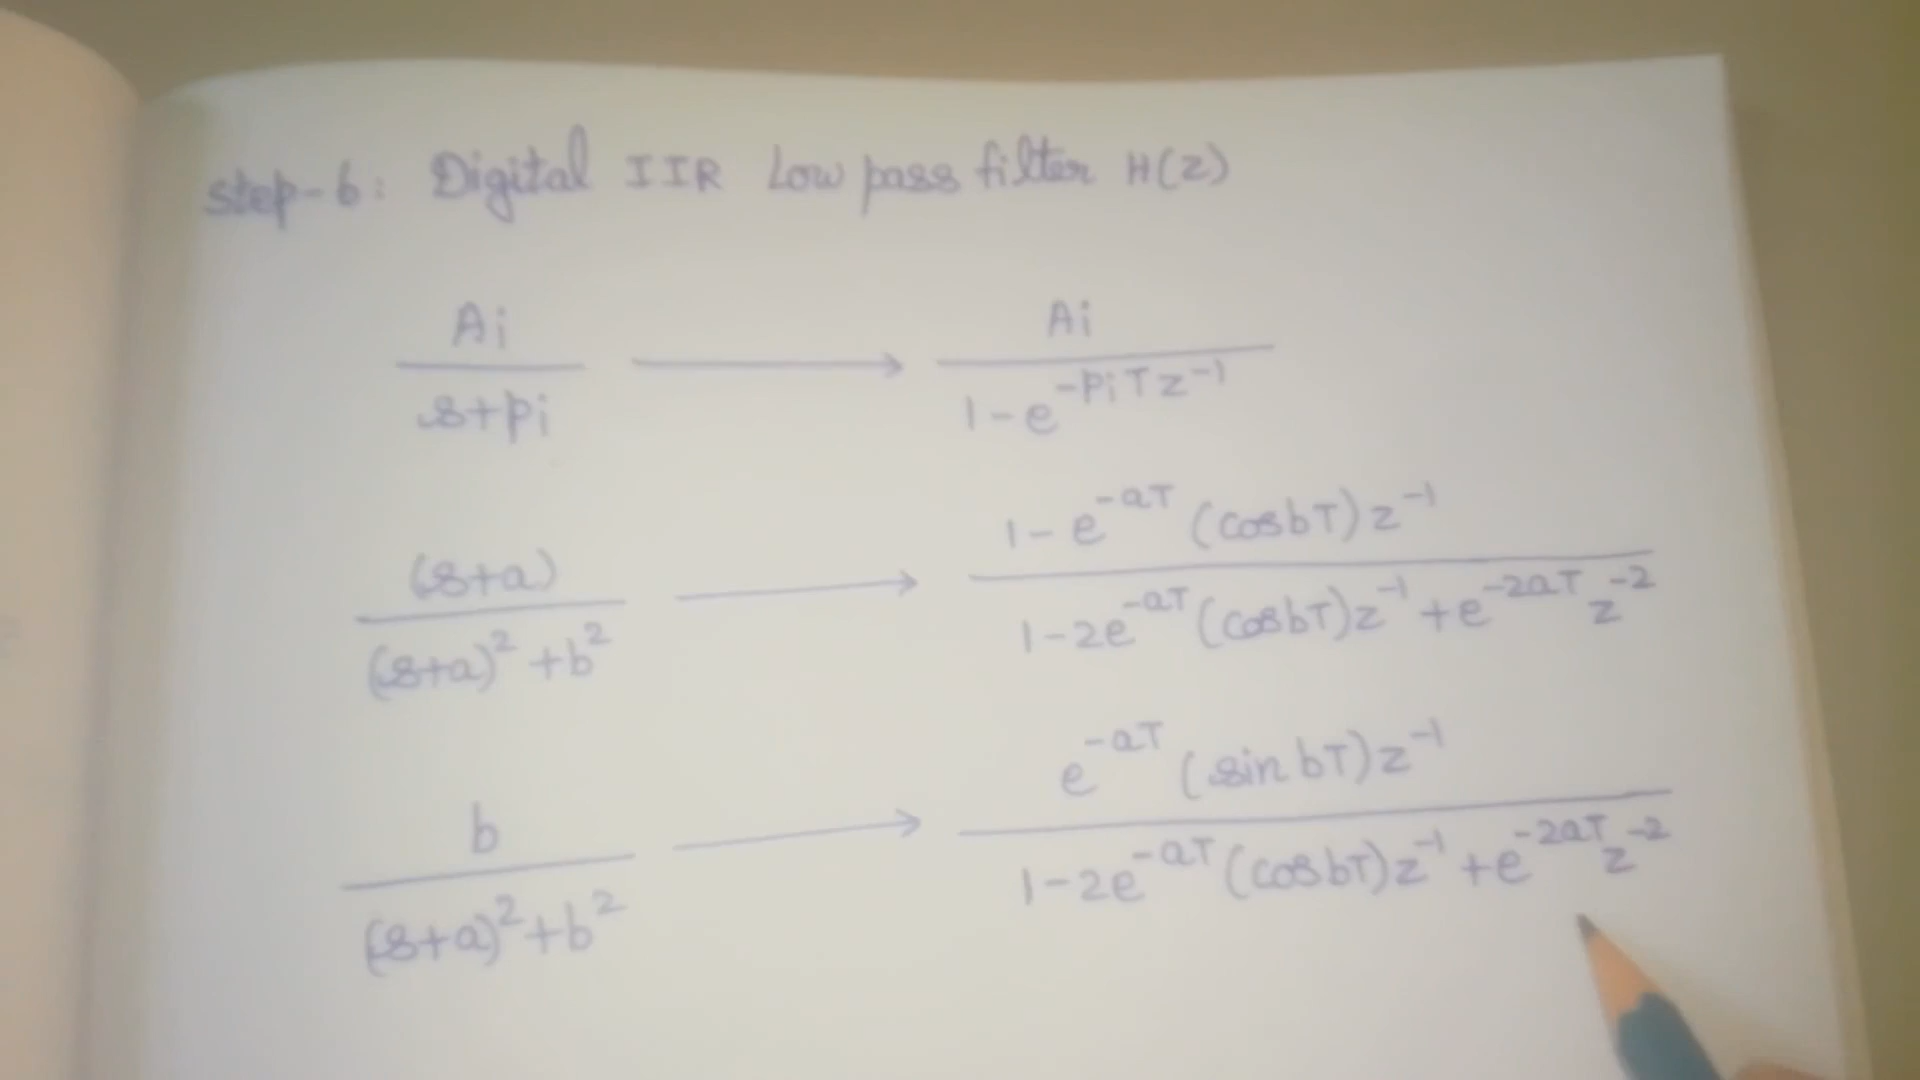 step-6: Digital IIR Low pass filter H(z)
Ai / s+pi → Ai / 1-e^-piTz^-1
(s+a) / (s+a)^2+b^2 → 1-e^-aT (cosbT)z^-1 / 1-2e^-aT(cosbT)z^-1+e^-2aT z^-2
b / (s+a)^2+b^2 → e^-aT (sin bT)z^-1 / 1-2e^-aT(cosbT)z^-1+e^-2aT z^-2